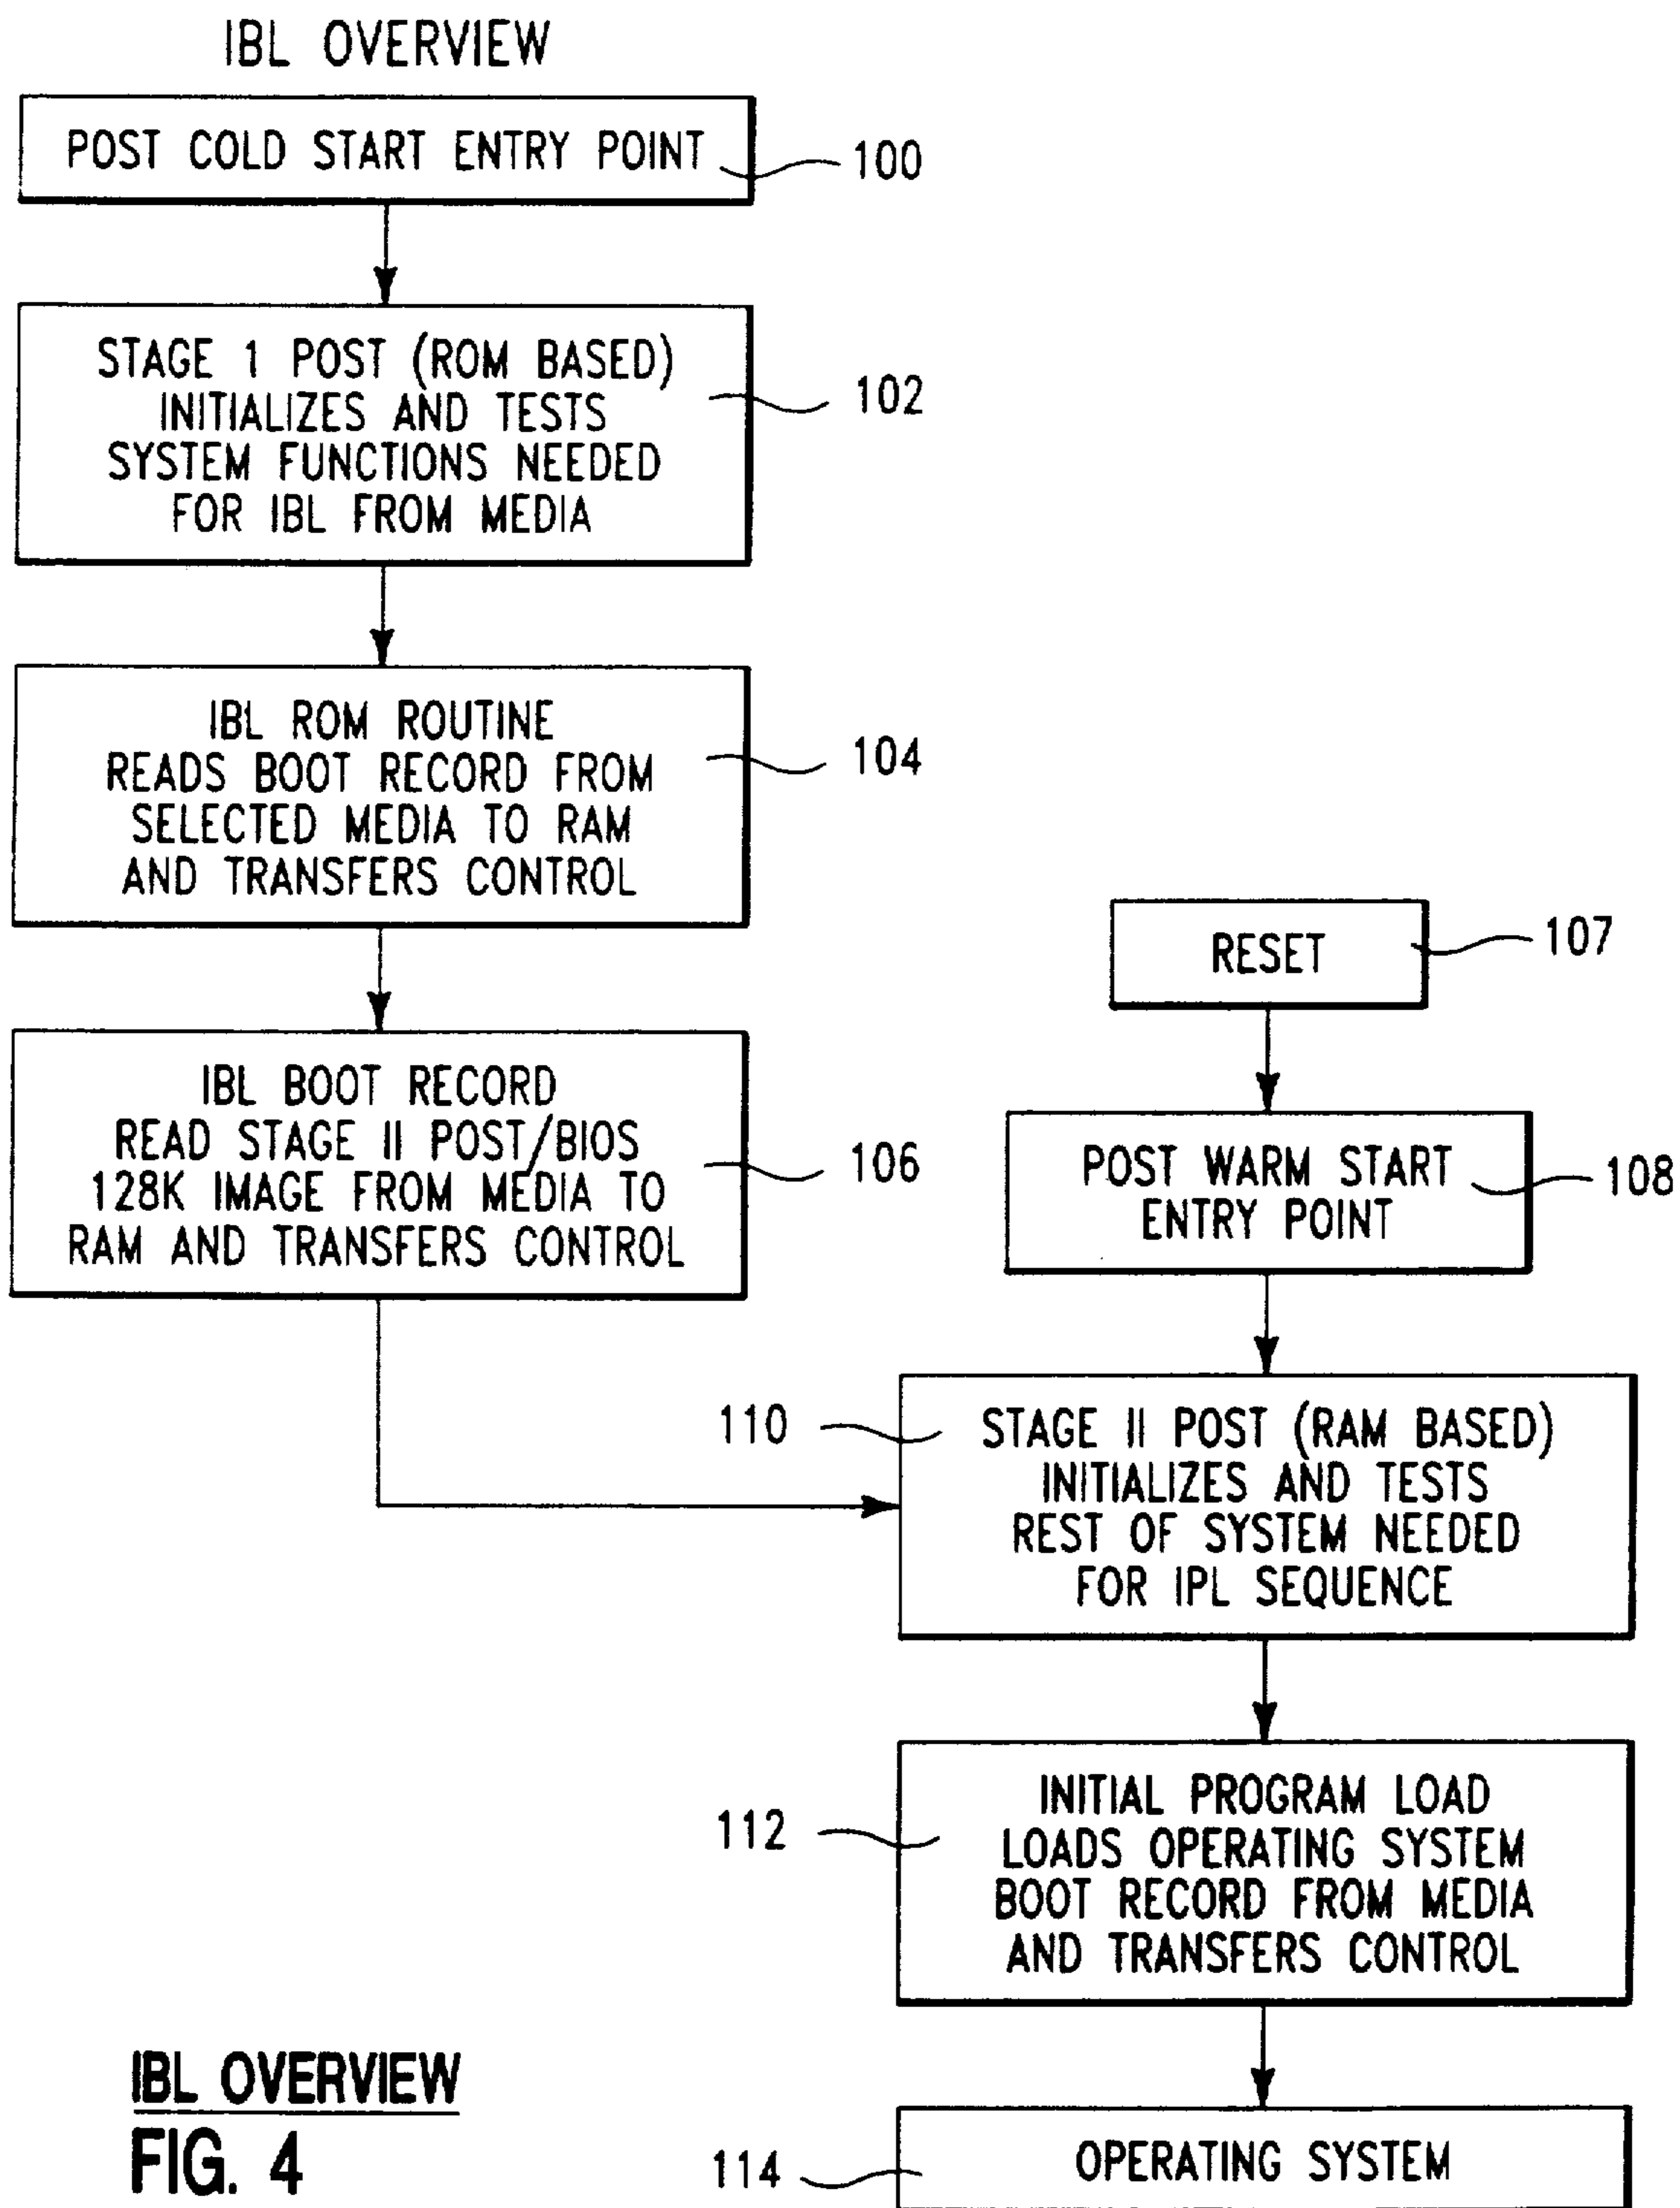 IBL OVERVIEW
POST COLD START ENTRY POINT
100
STAGE 1 POST (ROM BASED)
INITIALIZES AND TESTS
SYSTEM FUNCTIONS NEEDED
FOR IBL FROM MEDIA
102
IBL ROM ROUTINE
READS BOOT RECORD FROM
SELECTED MEDIA TO RAM
AND TRANSFERS CONTROL
104
IBL BOOT RECORD
READ STAGE II POST/BIOS
128K IMAGE FROM MEDIA TO
RAM AND TRANSFERS CONTROL
106
RESET
107
POST WARM START
ENTRY POINT
108
110
STAGE II POST (RAM BASED)
INITIALIZES AND TESTS
REST OF SYSTEM NEEDED
FOR IPL SEQUENCE
112
INITIAL PROGRAM LOAD
LOADS OPERATING SYSTEM
BOOT RECORD FROM MEDIA
AND TRANSFERS CONTROL
114
OPERATING SYSTEM
IBL OVERVIEW
FIG. 4